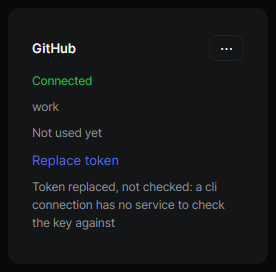 GitHub
...
Connected
work
Not used yet
Replace token
Token replaced, not checked: a cli
connection has no service to check
the key against